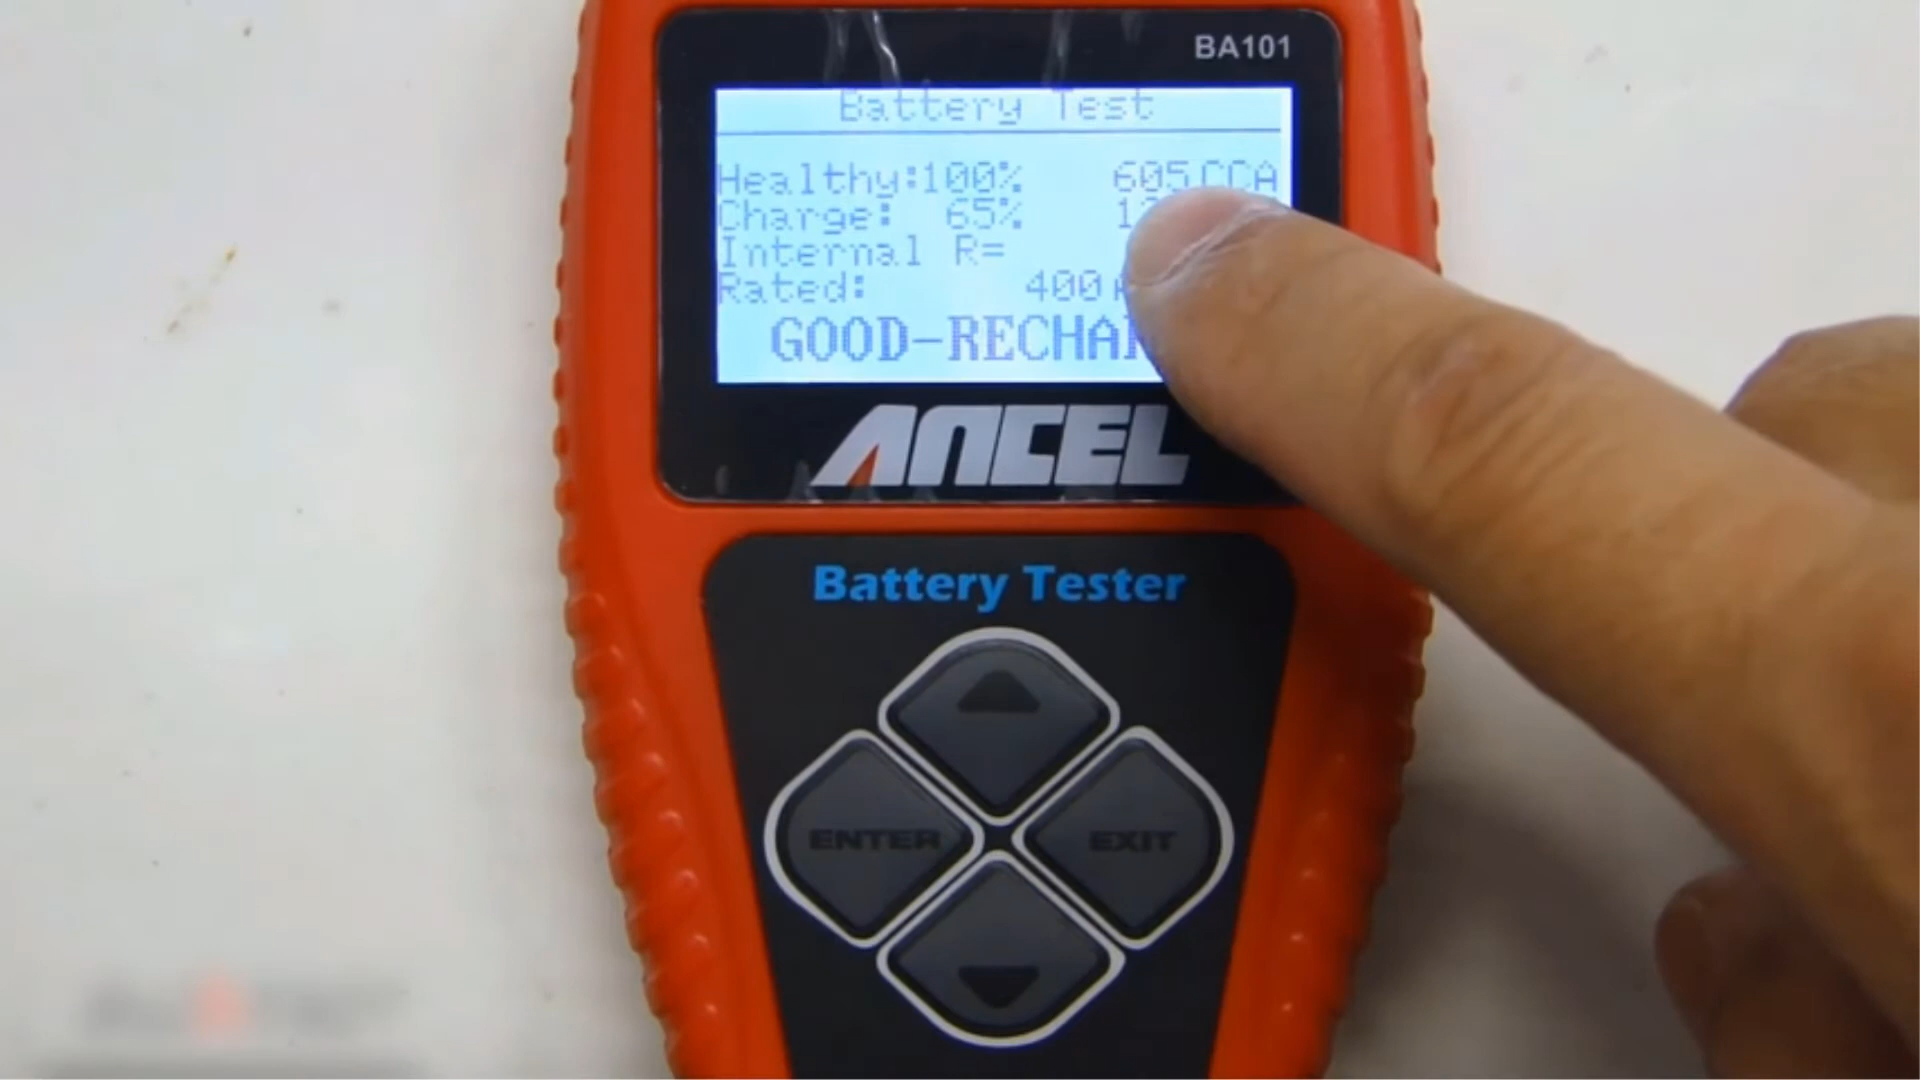 BA101
Battery Test
Healthy:100% 605CCA
Charge: 65%
Internal R=
Rated: 400
ANCEL
Battery Tester
ENTER EXIT